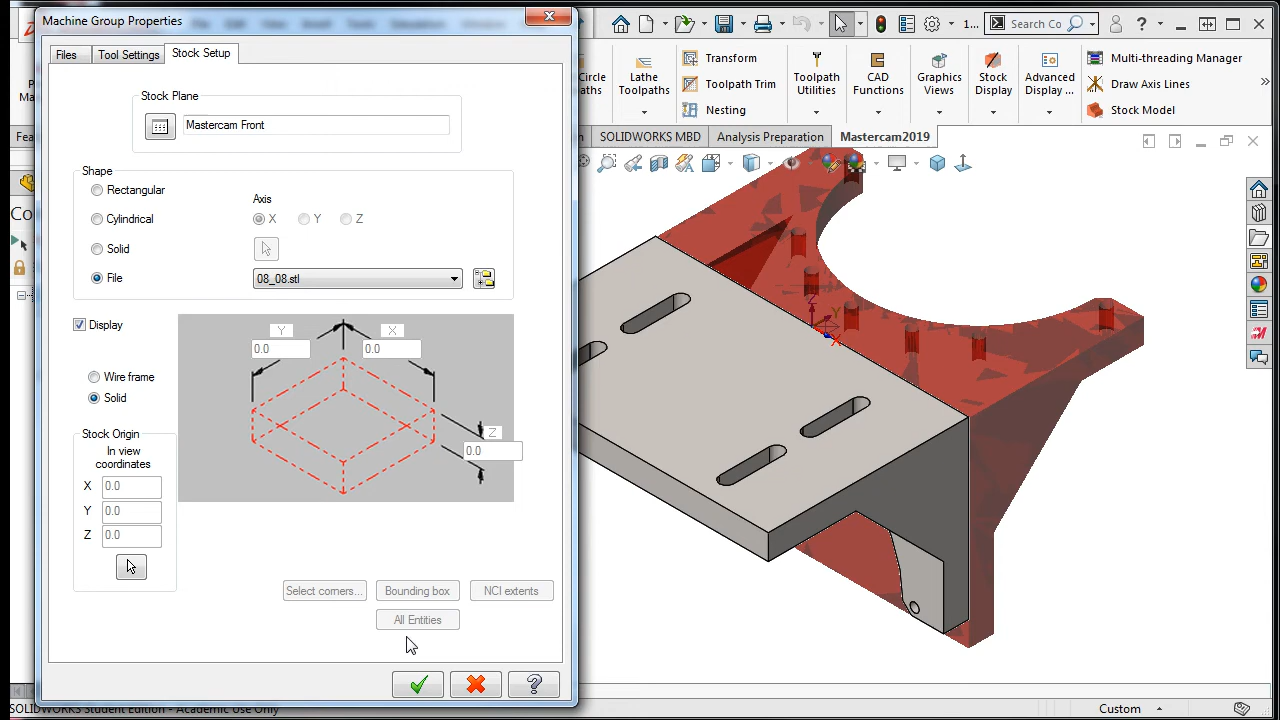 Machine Group Properties
Files
Tool Settings
Stock Setup
Stock Plane
Mastercam Front
Shape
Rectangular
Cylindrical
Solid
File
Axis
X
Y
Z
08_08.stl
Display
Wire frame
Solid
Y
X
0.0
0.0
Z
0.0
Stock Origin
In view
coordinates
X 0.0
Y 0.0
Z 0.0
Select corners...
Bounding box
NCI extents
All Entities
SOLIDWORKS Student Edition - Academic Use Only
1...
Search Co
Circle
Lathe
Toolpaths
Transform
Toolpath Trim
Nesting
Toolpath
Utilities
CAD
Functions
Graphics
Views
Stock
Display
Advanced
Display ...
Multi-threading Manager
Draw Axis Lines
Stock Model
SOLIDWORKS MBD
Analysis Preparation
Mastercam2019
Z
Y
X
Custom